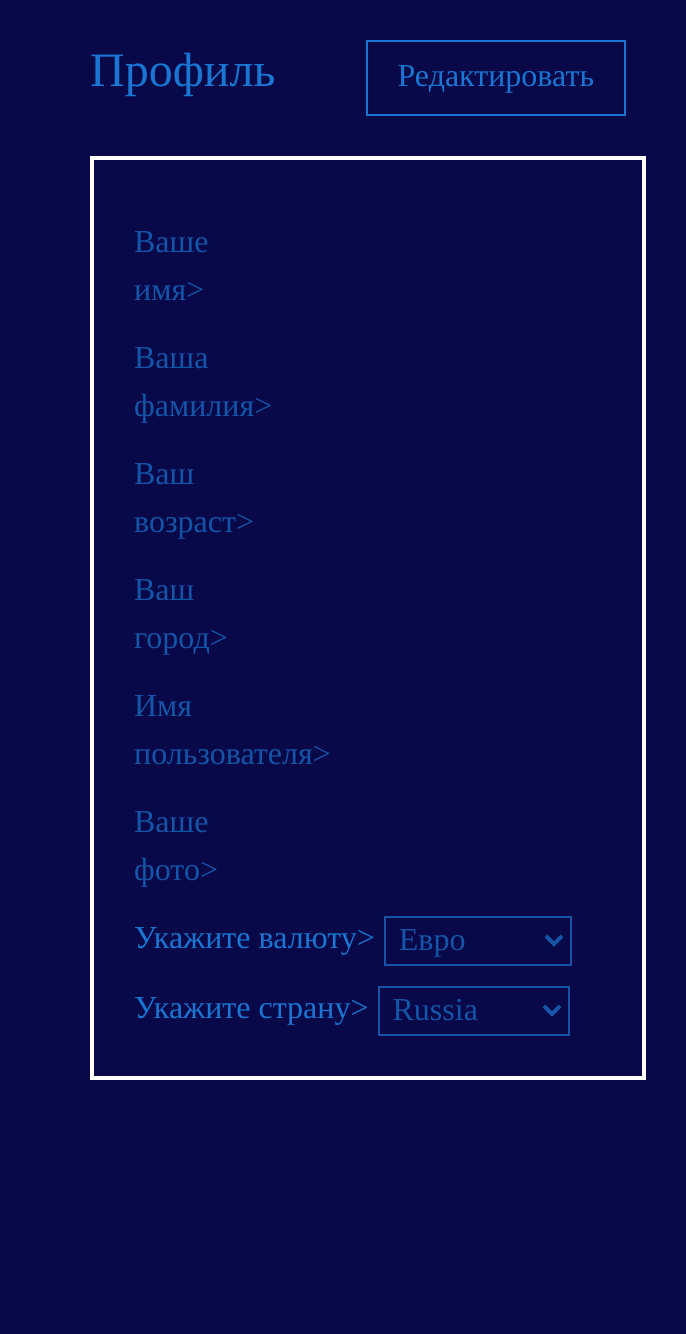 Профиль
Редактировать
Ваше
имя>
Ваша
фамилия>
Ваш
возраст>
Ваш
город>
Имя
пользователя>
Ваше
фото>
Укажите валюту> Евро
Укажите страну> Russia